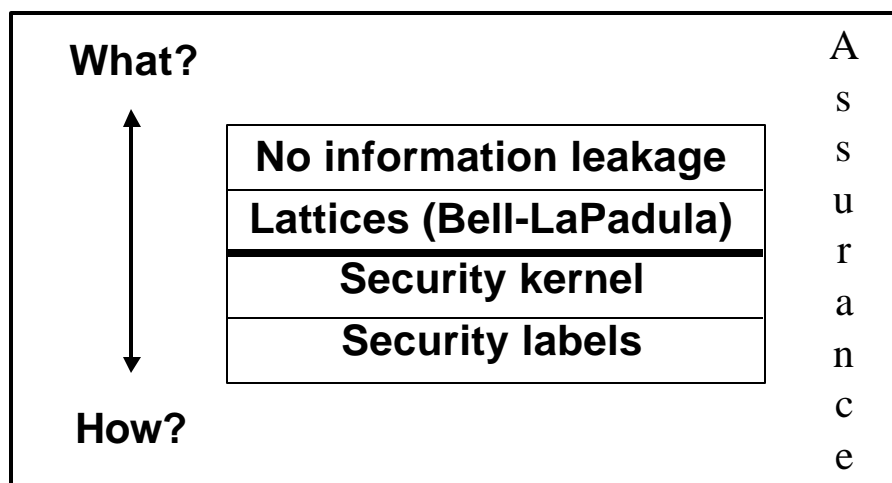 What?
No information leakage
Lattices (Bell-LaPadula)
Security kernel
Security labels
How?
A
s
s
u
r
a
n
c
e